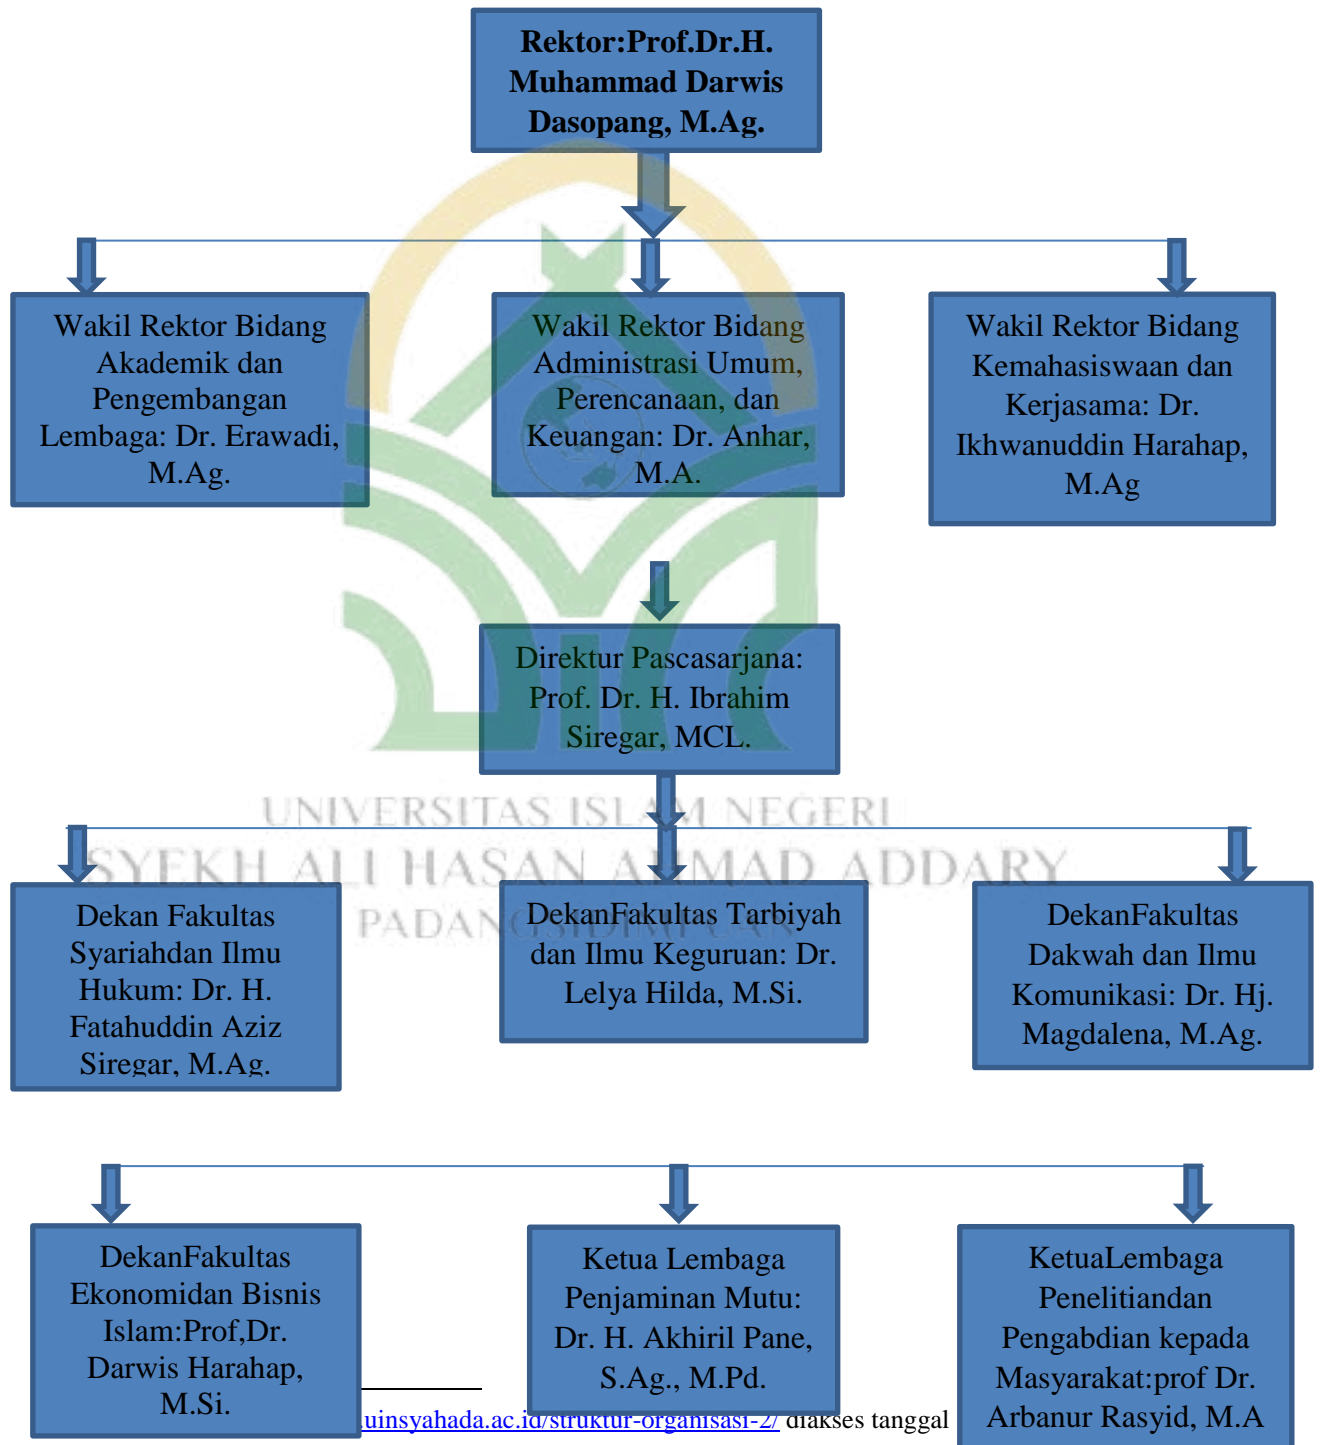 Rektor:Prof.Dr.H.
Muhammad Darwis
Dasopang, M.Ag.
Wakil Rektor Bidang
Akademik dan
Pengembangan
Lembaga: Dr. Erawadi,
M.Ag.
Wakil Rektor Bidang
Administrasi Umum,
Perencanaan, dan
Keuangan: Dr. Anhar,
M.A.
Wakil Rektor Bidang
Kemahasiswaan dan
Kerjasama: Dr.
Ikhwanuddin Harahap,
M.Ag
Direktur Pascasarjana:
Prof. Dr. H. Ibrahim
Siregar, MCL.
UNIVERSITAS ISLAM NEGERI
SYEKH ALI HASAN AHMAD ADDARY
PADANGSIDIMPUAN
Dekan Fakultas
Syariahdan Ilmu
Hukum: Dr. H.
Fatahuddin Aziz
Siregar, M.Ag.
DekanFakultas Tarbiyah
dan Ilmu Keguruan: Dr.
Lelya Hilda, M.Si.
DekanFakultas
Dakwah dan Ilmu
Komunikasi: Dr. Hj.
Magdalena, M.Ag.
DekanFakultas
Ekonomidan Bisnis
Islam:Prof,Dr.
Darwis Harahap,
M.Si.
Ketua Lembaga
Penjaminan Mutu:
Dr. H. Akhiril Pane,
S.Ag., M.Pd.
KetuaLembaga
Penelitiandan
Pengabdian kepada
Masyarakat:prof Dr.
Arbanur Rasyid, M.A
.uinsyahada.ac.id/struktur-organisasi-2/ diakses tanggal